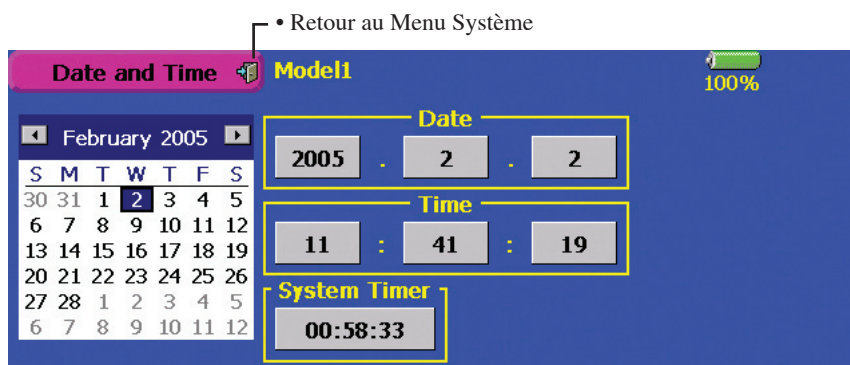 • Retour au Menu Système
Date and Time
Model1
100%
February 2005
S M T W T F S
30 31 1 2 3 4 5
6 7 8 9 10 11 12
13 14 15 16 17 18 19
20 21 22 23 24 25 26
27 28 1 2 3 4 5
6 7 8 9 10 11 12
Date
2005 . 2 . 2
Time
11 : 41 : 19
System Timer
00:58:33